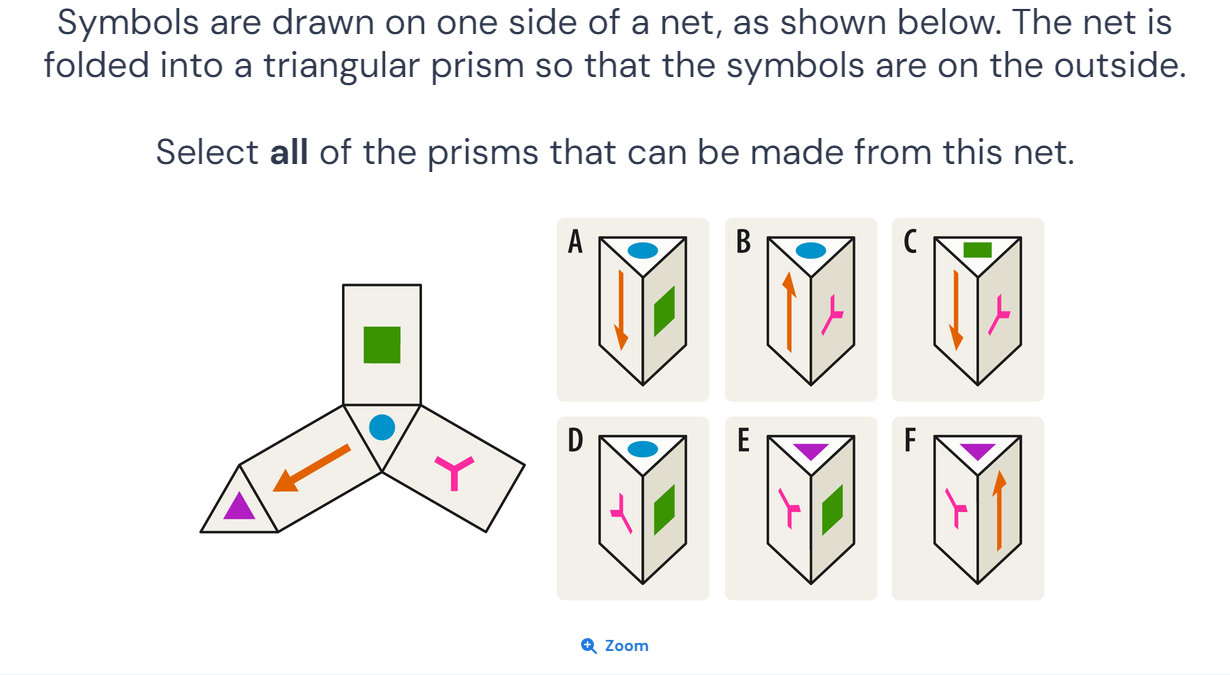 Symbols are drawn on one side of a net, as shown below. The net is
folded into a triangular prism so that the symbols are on the outside.
Select all of the prisms that can be made from this net.
A
B
C
D
E
F
Zoom